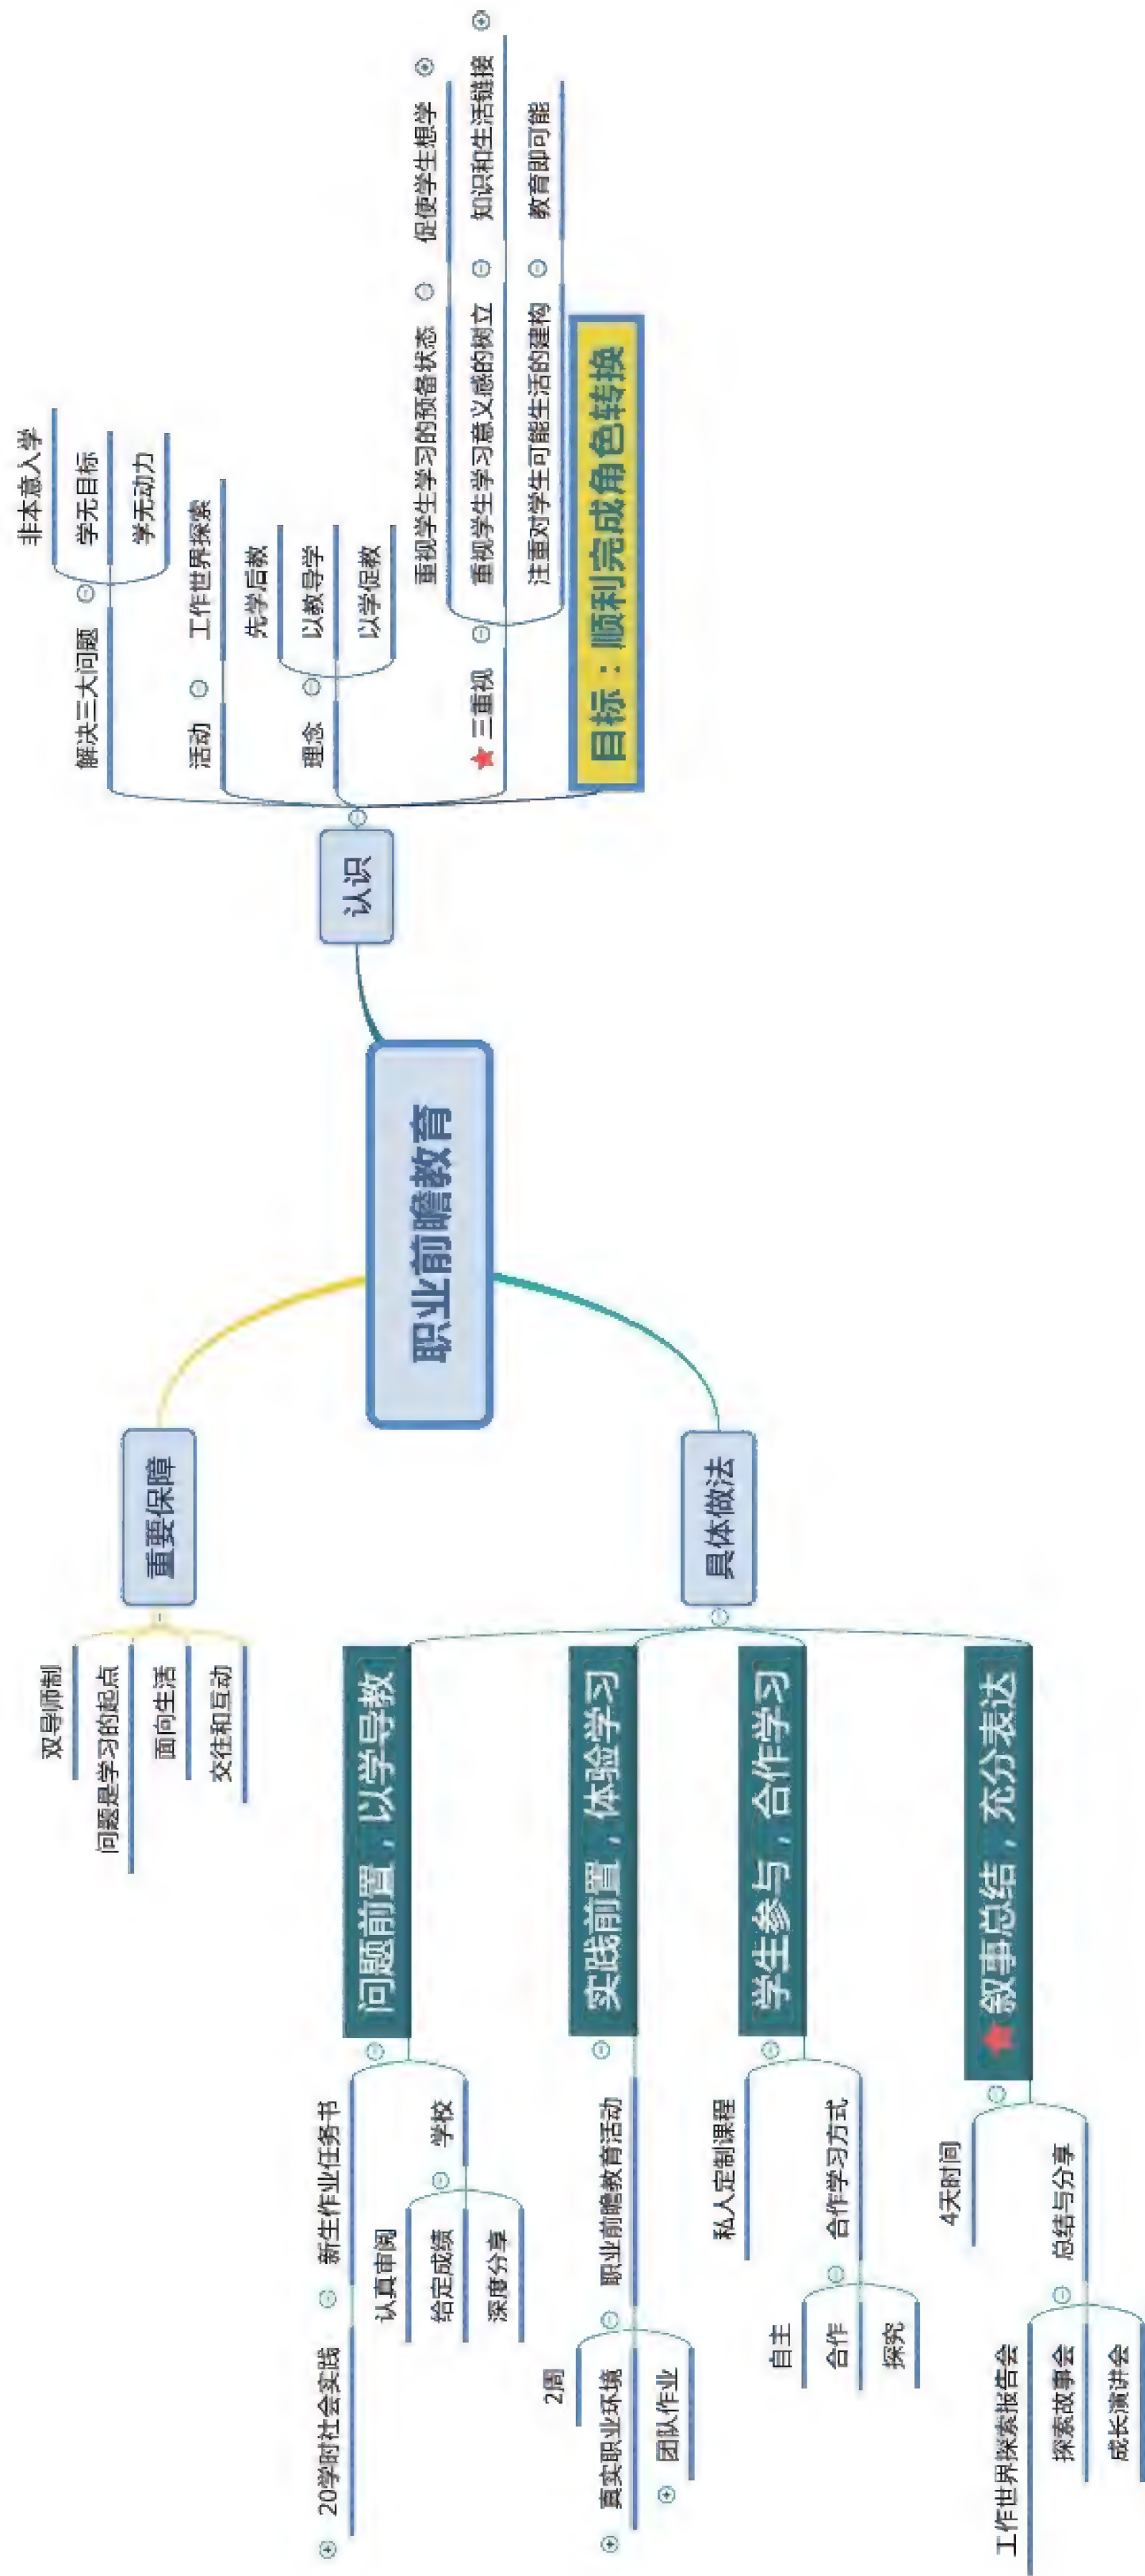 职业前瞻教育
认识
解决三大问题
非本意入学
学无目标
学无动力
活动
工作世界探索
理念
先学后教
以教导学
以学促教
三重视
重视学生学习的预备状态
促使学生想学
重视学生学习意义感的树立
知识和生活链接
注重对学生可能生活的建构
教育即可能
目标：顺利完成角色转换
重要保障
双导师制
问题是学习的起点
面向生活
交往和互动
具体做法
问题前置，以学导教
新生作业任务书
20学时社会实践
学校
认真审阅
给定成绩
深度分享
实践前置，体验学习
职业前瞻教育活动
2周
真实职业环境
团队作业
学生参与，合作学习
私人定制课程
合作学习方式
自主
合作
探究
叙事总结，充分表达
4天时间
总结与分享
工作世界探索报告会
探索故事会
成长演讲会